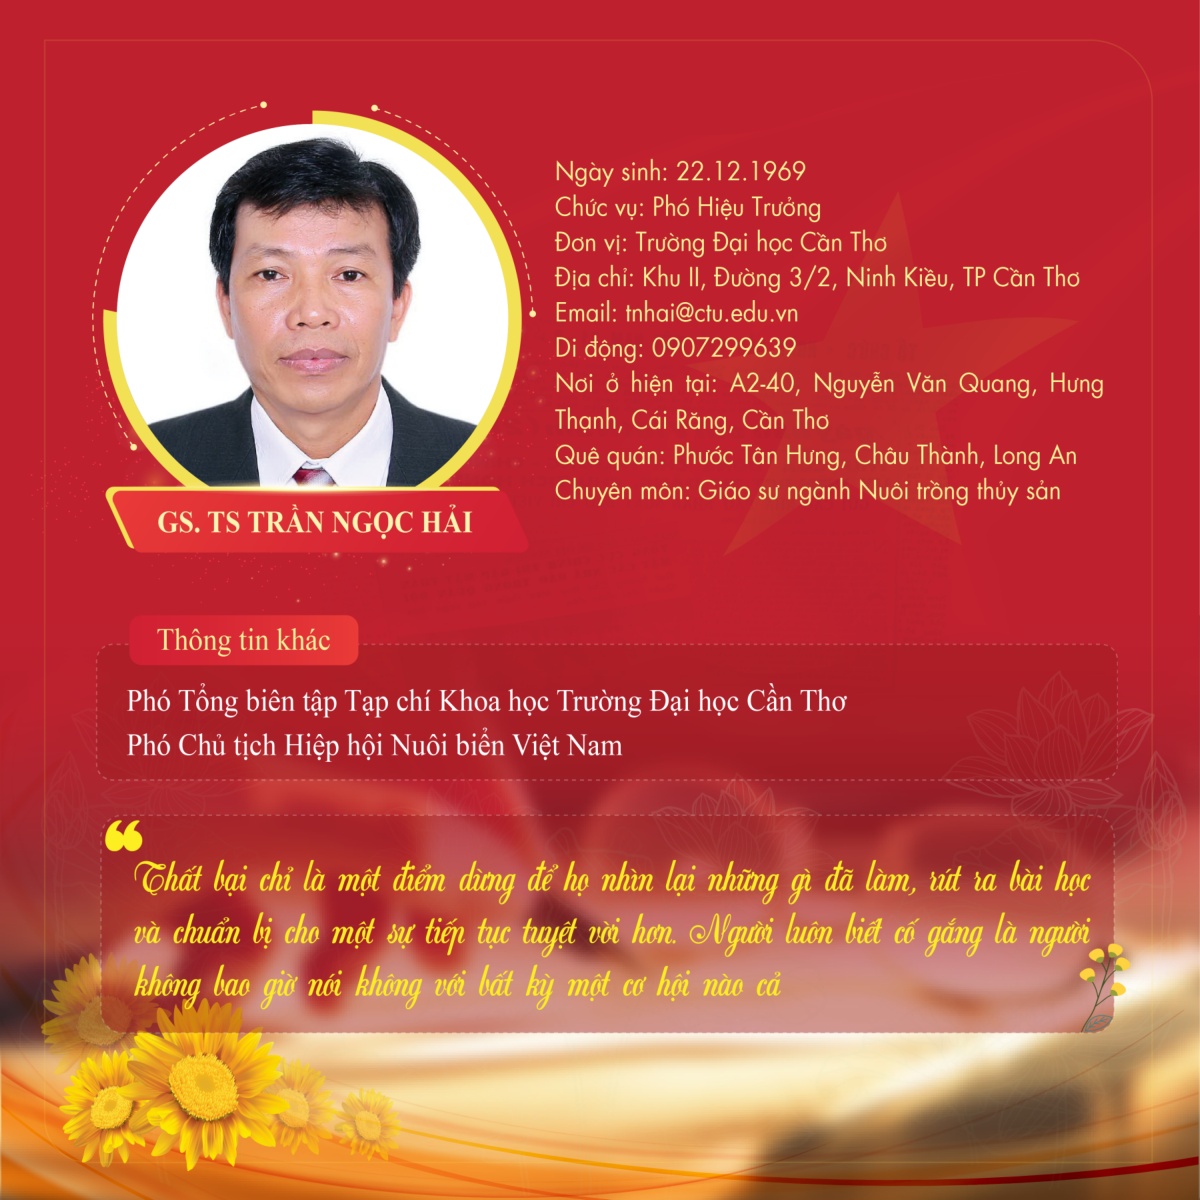 Ngày sinh: 22.12.1969
Chức vụ: Phó Hiệu Trưởng
Đơn vị: Trường Đại học Cần Thơ
Địa chỉ: Khu II, Đường 3/2, Ninh Kiều, TP Cần Thơ
Email: tnhai@ctu.edu.vn
Di động: 0907299639
Nơi ở hiện tại: A2-40, Nguyễn Văn Quang, Hưng
Thạnh, Cái Răng, Cần Thơ
Quê quán: Phước Tân Hưng, Châu Thành, Long An
Chuyên môn: Giáo sư ngành Nuôi trồng thủy sản
GS. TS TRẦN NGỌC HẢI
Thông tin khác
Phó Tổng biên tập Tạp chí Khoa học Trường Đại học Cần Thơ
Phó Chủ tịch Hiệp hội Nuôi biển Việt Nam
“
Thất bại chỉ là một điểm dừng để họ nhìn lại những gì đã làm, rút ra bài học
và chuẩn bị cho một sự tiếp tục tuyệt vời hơn. Người luôn biết cố gắng là người
không bao giờ nói không với bất kỳ một cơ hội nào cả